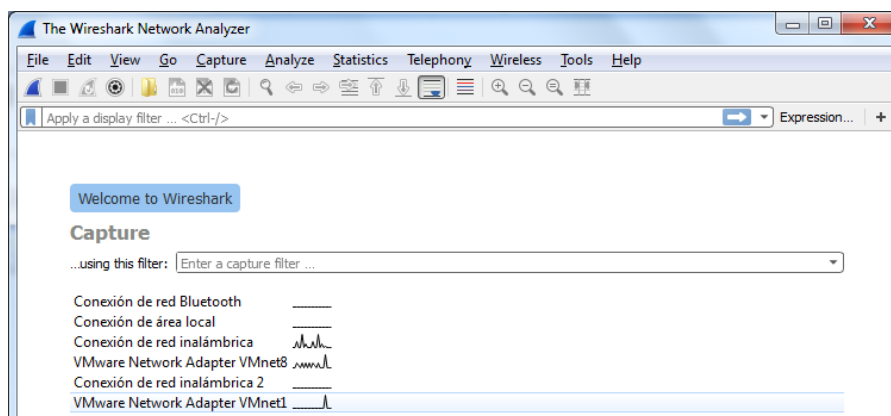 The Wireshark Network Analyzer
File Edit View Go Capture Analyze Statistics Telephony Wireless Tools Help
Apply a display filter ... <Ctrl-/> Expression... +
Welcome to Wireshark
Capture
...using this filter: Enter a capture filter ...
Conexión de red Bluetooth
Conexión de área local
Conexión de red inalámbrica
VMware Network Adapter VMnet8
Conexión de red inalámbrica 2
VMware Network Adapter VMnet1